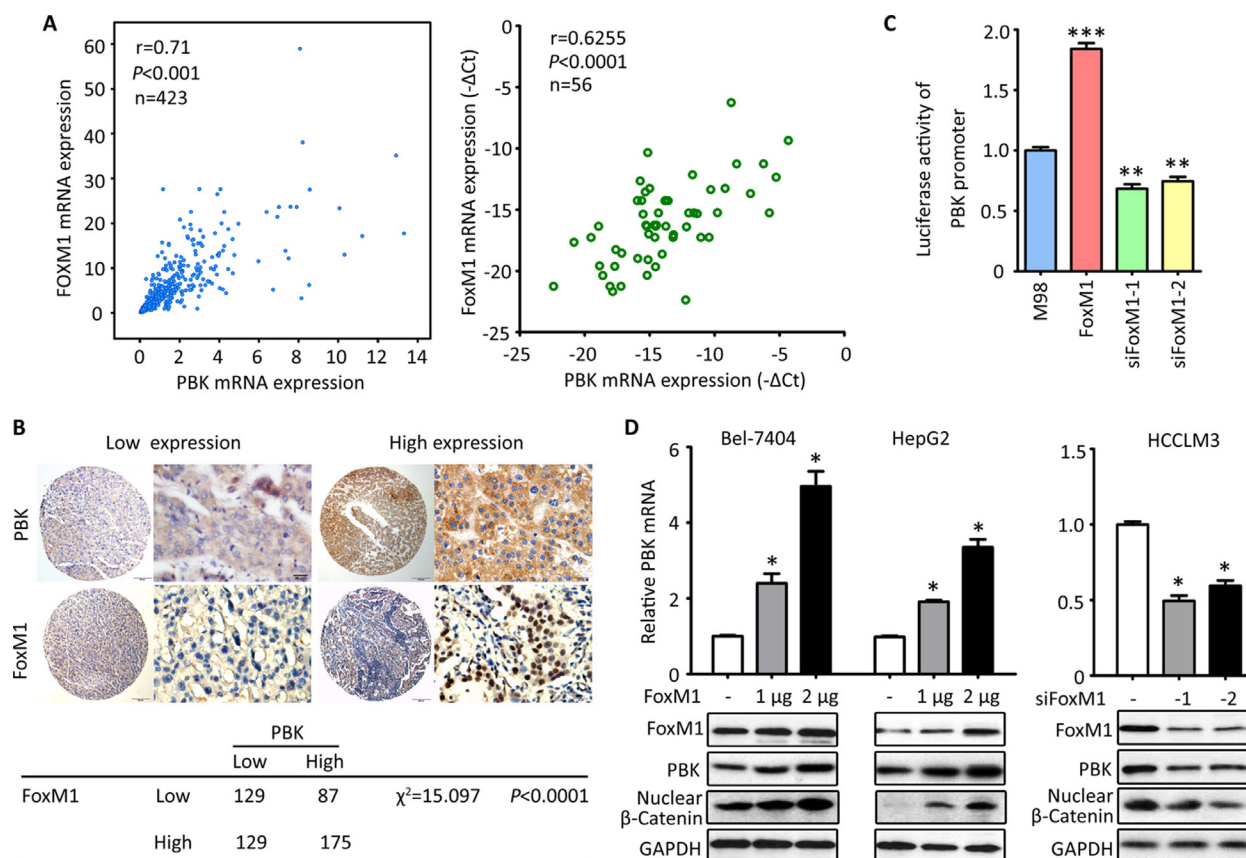 A
r=0.71
P<0.001
n=423
FOXM1 mRNA expression
60
50
40
30
20
10
0
0 2 4 6 8 10 12 14
PBK mRNA expression
r=0.6255
P<0.0001
n=56
FoxM1 mRNA expression (-ΔCt)
0
-5
-10
-15
-20
-25
-25 -20 -15 -10 -5 0
PBK mRNA expression (-ΔCt)
C
Luciferase activity of
PBK promoter
2.0
1.5
1.0
0.5
0
***
** **
M98
FoxM1
siFoxM1-1
siFoxM1-2
B
Low expression High expression
PBK
FoxM1
PBK
Low High
FoxM1 Low 129 87 χ²=15.097 P<0.0001
High 129 175
D
Bel-7404 HepG2 HCCLM3
Relative PBK mRNA
8
6
4
2
0
* * * *
1.5
1.0
0.5
0
* *
FoxM1 - 1 μg 2 μg - 1 μg 2 μg
siFoxM1 - -1 -2
FoxM1
PBK
Nuclear
β-Catenin
GAPDH
FoxM1
PBK
Nuclear
β-Catenin
GAPDH